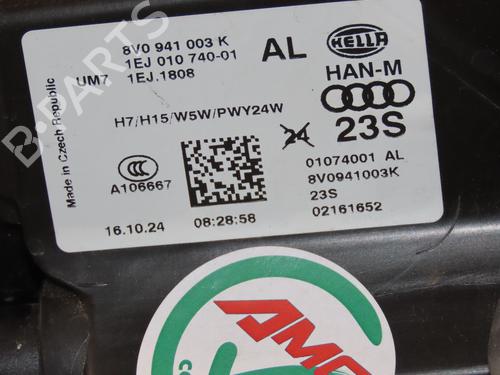 8V0 941 003 K
1EJ 010 740-01
UM7 1EJ.1808
AL
HELLA
HAN-M
H7/H15/W5W/PWY24W
24 23S
Made in Czech Republic
A106667
01074001 AL
8V0941003K
23S
02161652
16.10.24 08:28:58
B-PARTS